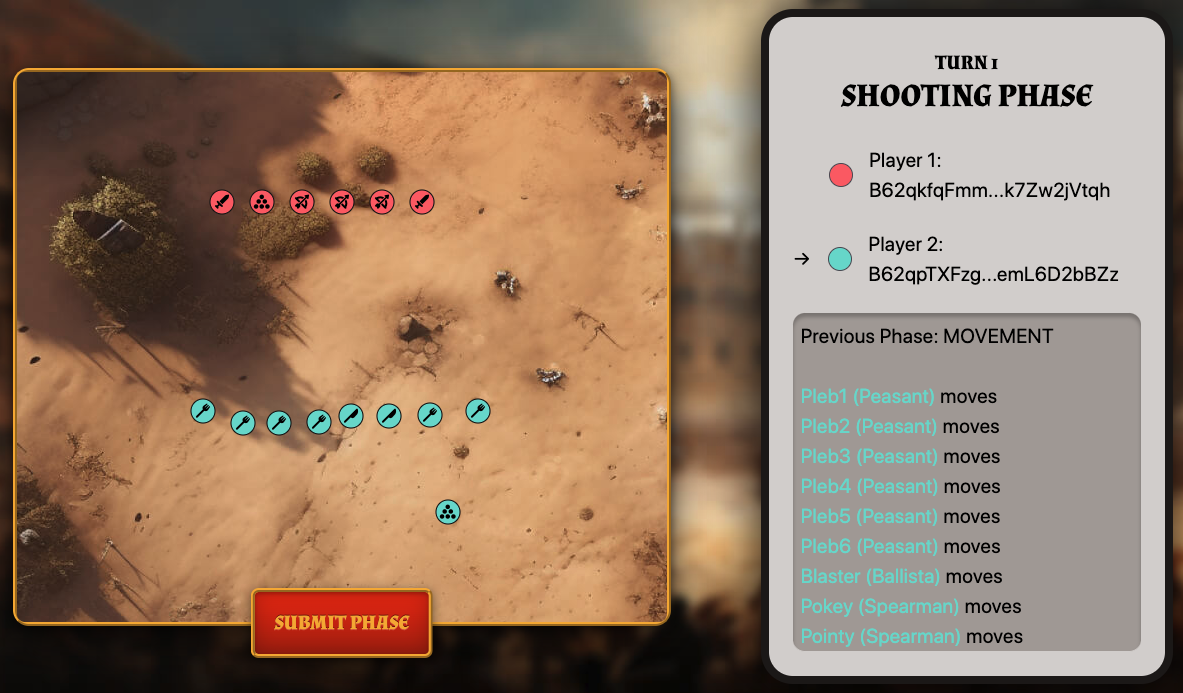 TURN 1
SHOOTING PHASE
Player 1:
B62qkfqFmm...k7Zw2jVtqh
→
Player 2:
B62qpTXFzg...emL6D2bBZz
Previous Phase: MOVEMENT
Pleb1 (Peasant) moves
Pleb2 (Peasant) moves
Pleb3 (Peasant) moves
Pleb4 (Peasant) moves
Pleb5 (Peasant) moves
Pleb6 (Peasant) moves
Blaster (Ballista) moves
Pokey (Spearman) moves
Pointy (Spearman) moves
SUBMIT PHASE